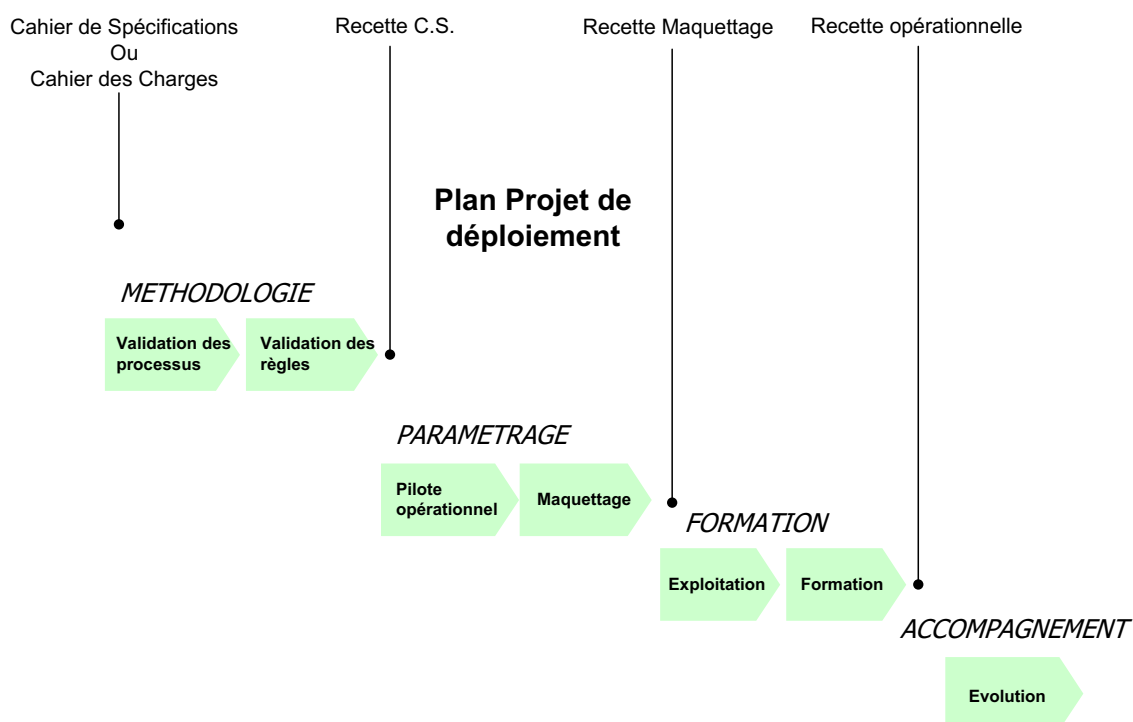 Cahier de Spécifications
Ou
Cahier des Charges
Recette C.S.
Recette Maquettage
Recette opérationnelle
Plan Projet de
déploiement
METHODOLOGIE
Validation des
processus
Validation des
règles
PARAMETRAGE
Pilote
opérationnel
Maquettage
FORMATION
Exploitation
Formation
ACCOMPAGNEMENT
Evolution